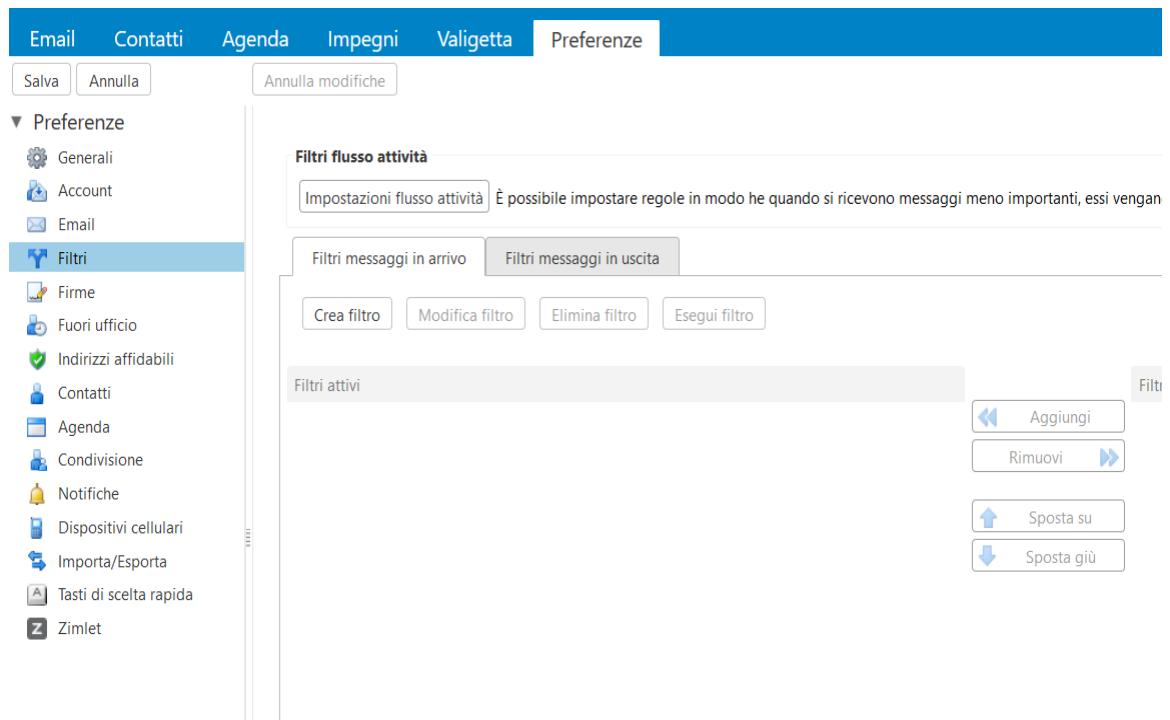 Email Contatti Agenda Impegni Valigetta Preferenze
Salva Annulla Annulla modifiche
Preferenze
Generali
Account
Email
Filtri
Firme
Fuori ufficio
Indirizzi affidabili
Contatti
Agenda
Condivisione
Notifiche
Dispositivi cellulari
Importa/Esporta
Tasti di scelta rapida
Zimlet
Filtri flusso attività
Impostazioni flusso attività È possibile impostare regole in modo he quando si ricevono messaggi meno importanti, essi vengan
Filtri messaggi in arrivo Filtri messaggi in uscita
Crea filtro Modifica filtro Elimina filtro Esegui filtro
Filtri attivi Filtr
Aggiungi
Rimuovi
Sposta su
Sposta giù